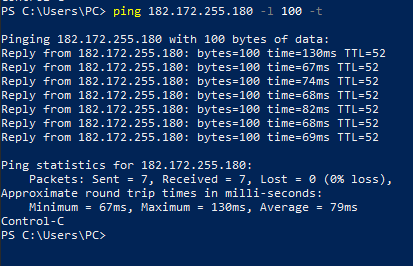 PS C:\Users\PC> ping 182.172.255.180 -l 100 -t
Pinging 182.172.255.180 with 100 bytes of data:
Reply from 182.172.255.180: bytes=100 time=130ms TTL=52
Reply from 182.172.255.180: bytes=100 time=67ms TTL=52
Reply from 182.172.255.180: bytes=100 time=74ms TTL=52
Reply from 182.172.255.180: bytes=100 time=68ms TTL=52
Reply from 182.172.255.180: bytes=100 time=82ms TTL=52
Reply from 182.172.255.180: bytes=100 time=68ms TTL=52
Reply from 182.172.255.180: bytes=100 time=69ms TTL=52
Ping statistics for 182.172.255.180:
Packets: Sent = 7, Received = 7, Lost = 0 (0% loss),
Approximate round trip times in milli-seconds:
Minimum = 67ms, Maximum = 130ms, Average = 79ms
Control-C
PS C:\Users\PC>